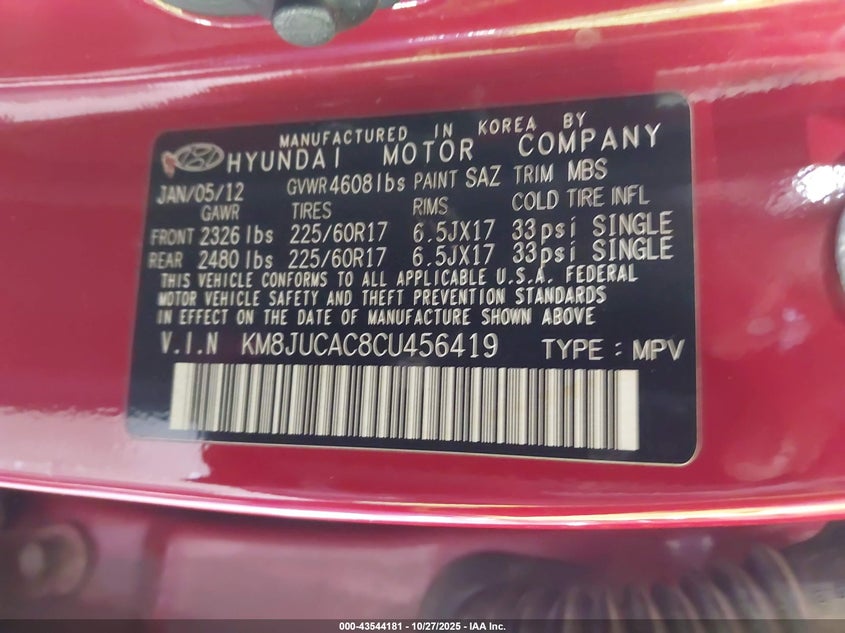 MANUFACTURED IN KOREA BY
HYUNDAI MOTOR COMPANY
JAN/05/12 GVWR 4608lbs PAINT SAZ TRIM MBS
GAWR TIRES RIMS COLD TIRE INFL
FRONT 2326 lbs 225/60R17 6.5JX17 33psi SINGLE
REAR 2480 lbs 225/60R17 6.5JX17 33psi SINGLE
THIS VEHICLE CONFORMS TO ALL APPLICABLE U.S.A. FEDERAL
MOTOR VEHICLE SAFETY AND THEFT PREVENTION STANDARDS
IN EFFECT ON THE DATE OF MANUFACTURE SHOWN ABOVE
V.I.N KM8JUCAC8CU456419 TYPE : MPV
000-43544181 | 10/27/2025 | © IAA Inc.